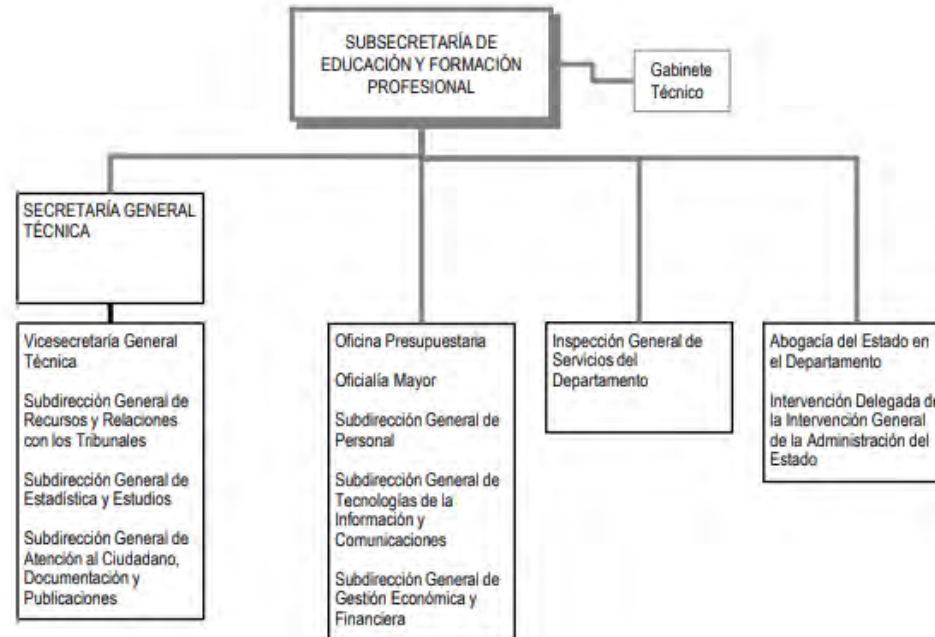 SUBSECRETARÍA DE
EDUCACIÓN Y FORMACIÓN
PROFESIONAL
Gabinete
Técnico
SECRETARÍA GENERAL
TÉCNICA
Vicesecretaría General
Técnica
Subdirección General de
Recursos y Relaciones
con los Tribunales
Subdirección General de
Estadística y Estudios
Subdirección General de
Atención al Ciudadano,
Documentación y
Publicaciones
Oficina Presupuestaria
Oficialía Mayor
Subdirección General de
Personal
Subdirección General de
Tecnologías de la
Información y
Comunicaciones
Subdirección General de
Gestión Económica y
Financiera
Inspección General de
Servicios del
Departamento
Abogacía del Estado en
el Departamento
Intervención Delegada de
la Intervención General
de la Administración del
Estado